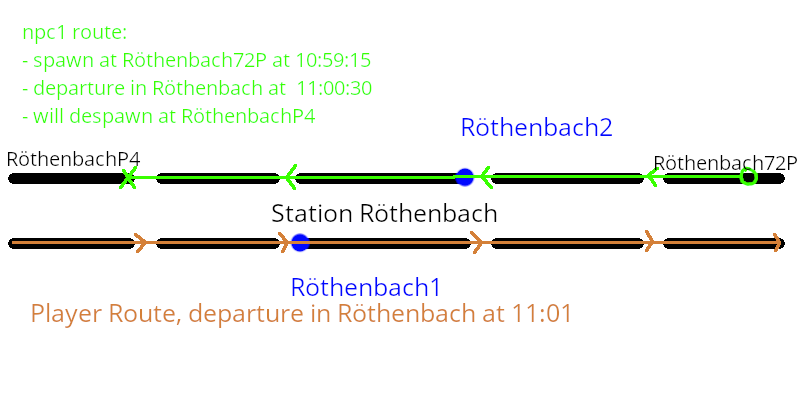 npc1 route:
- spawn at Röthenbach72P at 10:59:15
- departure in Röthenbach at  11:00:30
- will despawn at RöthenbachP4
Röthenbach2
RöthenbachP4
Röthenbach72P
Station Röthenbach
Röthenbach1
Player Route, departure in Röthenbach at 11:01